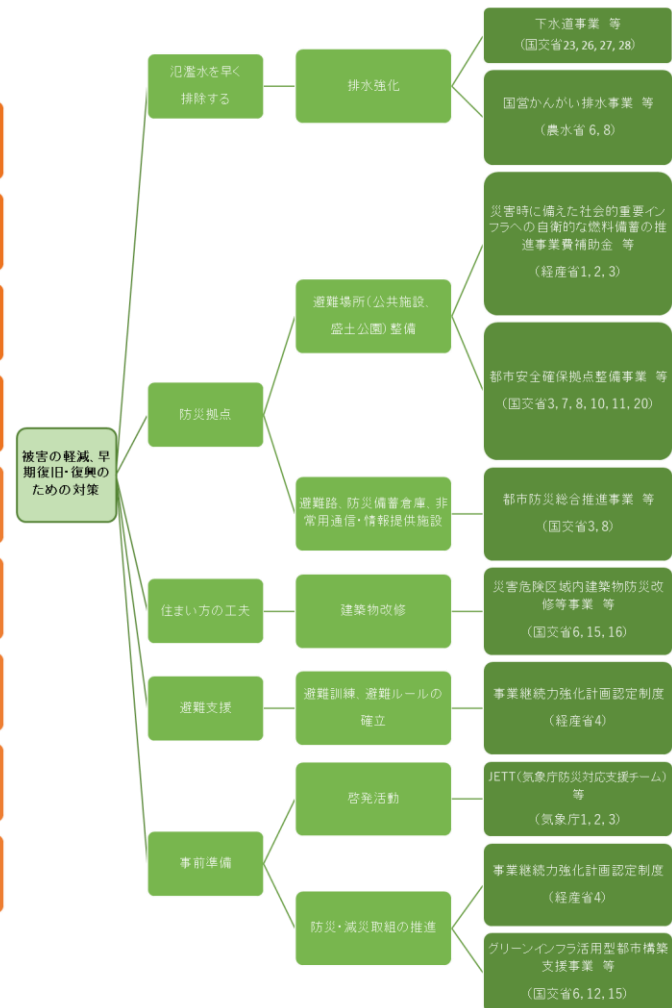 被害の軽減、早
期復旧・復興の
ための対策
氾濫水を早く
排除する
排水強化
下水道事業 等
(国交省23, 26, 27, 28)
国営かんがい排水事業 等
(農水省 6, 8)
防災拠点
避難場所(公共施設、
盛土公園)整備
災害時に備えた社会的重要イン
フラへの自衛的な燃料備蓄の推
進事業費補助金 等
(経産省1, 2, 3)
都市安全確保拠点整備事業 等
(国交省3, 7, 8, 10, 11, 20)
避難路、防災備蓄倉庫、非
常用通信・情報提供施設
都市防災総合推進事業 等
(国交省3, 8)
住まい方の工夫
建築物改修
災害危険区域内建築物防災改
修等事業 等
(国交省6, 15, 16)
避難支援
避難訓練、避難ルールの
確立
事業継続力強化計画認定制度
(経産省4)
事前準備
啓発活動
JETT(気象庁防災対応支援チーム)
等
(気象庁1, 2, 3)
防災・減災取組の推進
事業継続力強化計画認定制度
(経産省4)
グリーンインフラ活用型都市構築
支援事業 等
(国交省6, 12, 15)